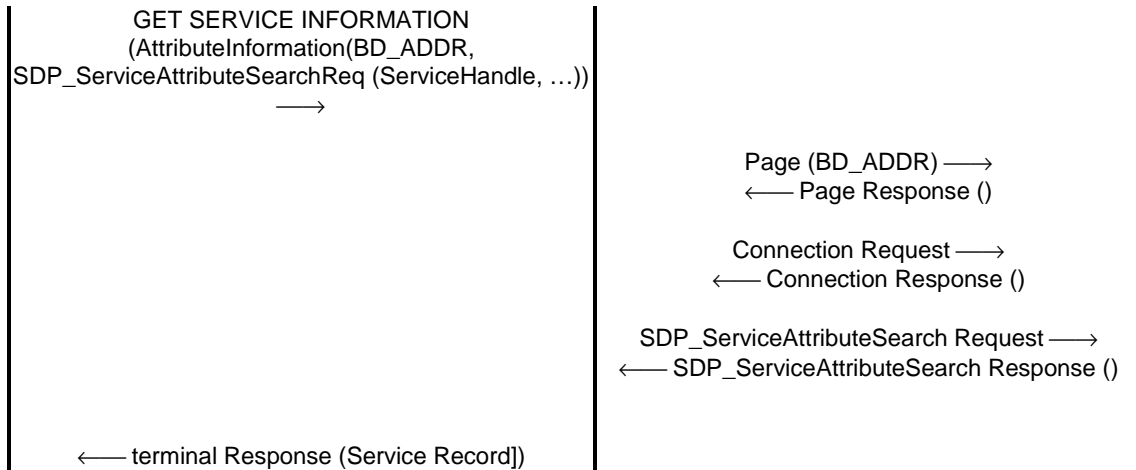 GET SERVICE INFORMATION
(AttributeInformation(BD_ADDR,
SDP_ServiceAttributeSearchReq (ServiceHandle, …))
⟶
Page (BD_ADDR) ⟶
⟵ Page Response ()
Connection Request ⟶
⟵ Connection Response ()
SDP_ServiceAttributeSearch Request ⟶
⟵ SDP_ServiceAttributeSearch Response ()
⟵ terminal Response (Service Record])